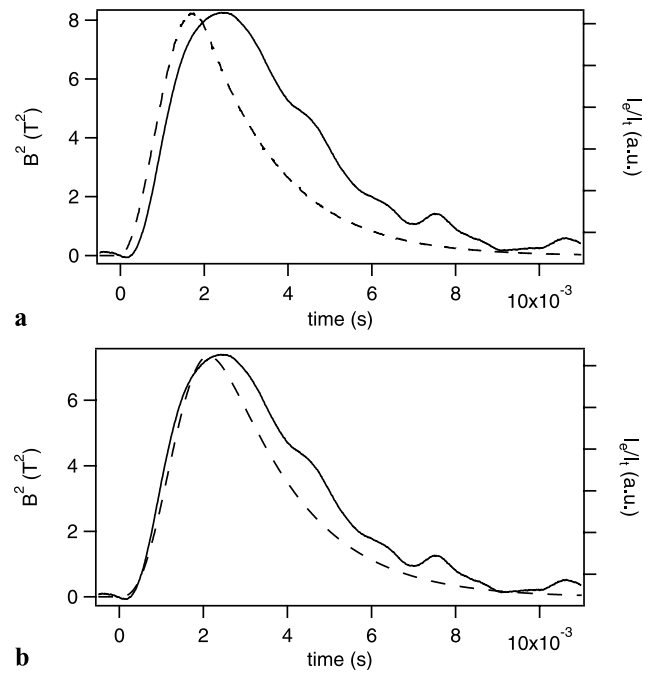 8
6
4
2
0
B² (T²)
Iₑ/Iₜ (a.u.)
0 2 4 6 8 10x10⁻³
a
time (s)
6
4
2
0
B² (T²)
Iₑ/Iₜ (a.u.)
0 2 4 6 8 10x10⁻³
b
time (s)